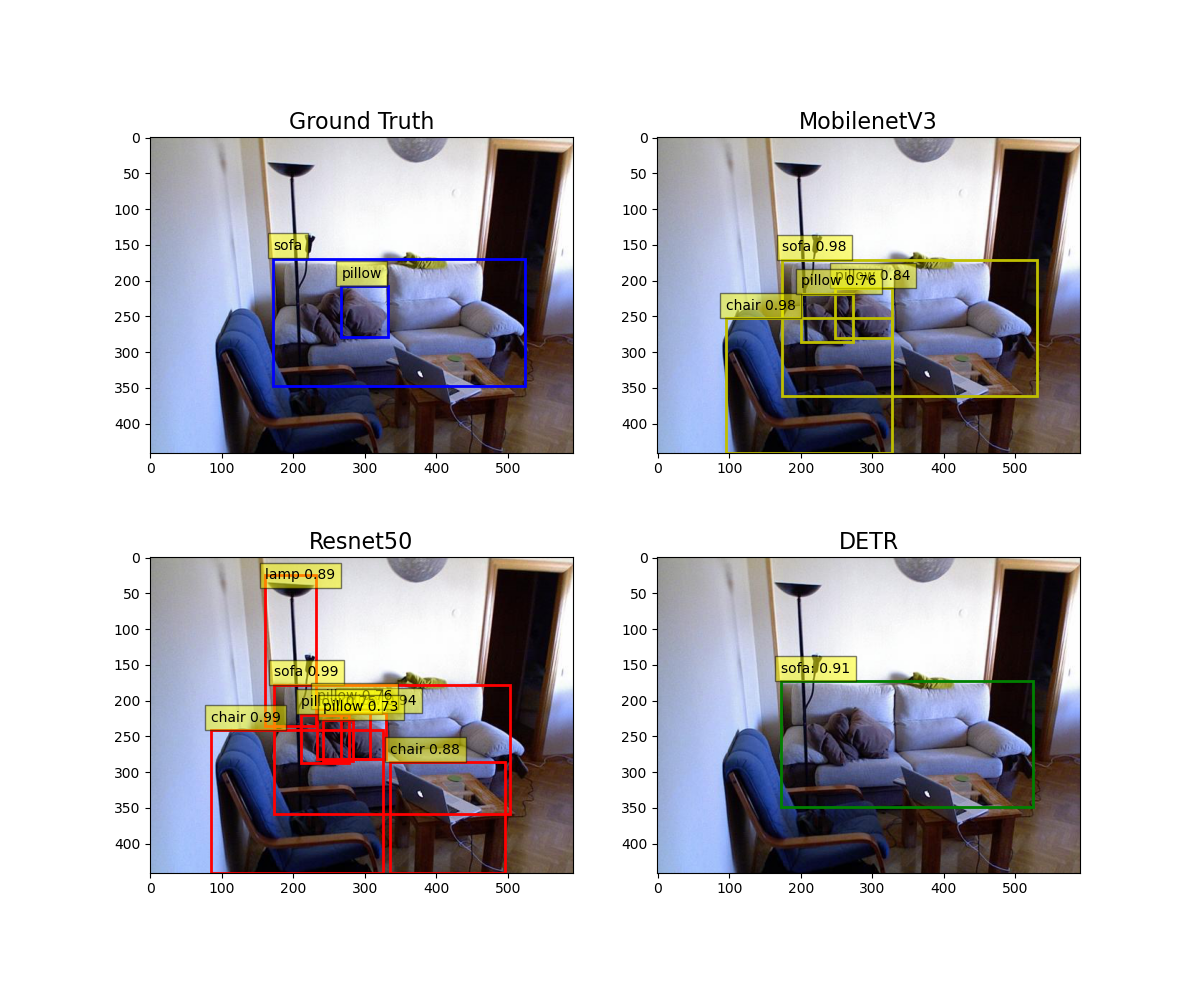 Ground Truth
0
50
100
150
200
250
300
350
400
0 100 200 300 400 500
sofa
pillow
MobilenetV3
0
50
100
150
200
250
300
350
400
0 100 200 300 400 500
sofa 0.98
pillow 0.84
pillow 0.76
chair 0.98
Resnet50
0
50
100
150
200
250
300
350
400
0 100 200 300 400 500
lamp 0.89
sofa 0.99
pillow 0.76
pillow 0.73
chair 0.99
chair 0.88
DETR
0
50
100
150
200
250
300
350
400
0 100 200 300 400 500
sofa: 0.91